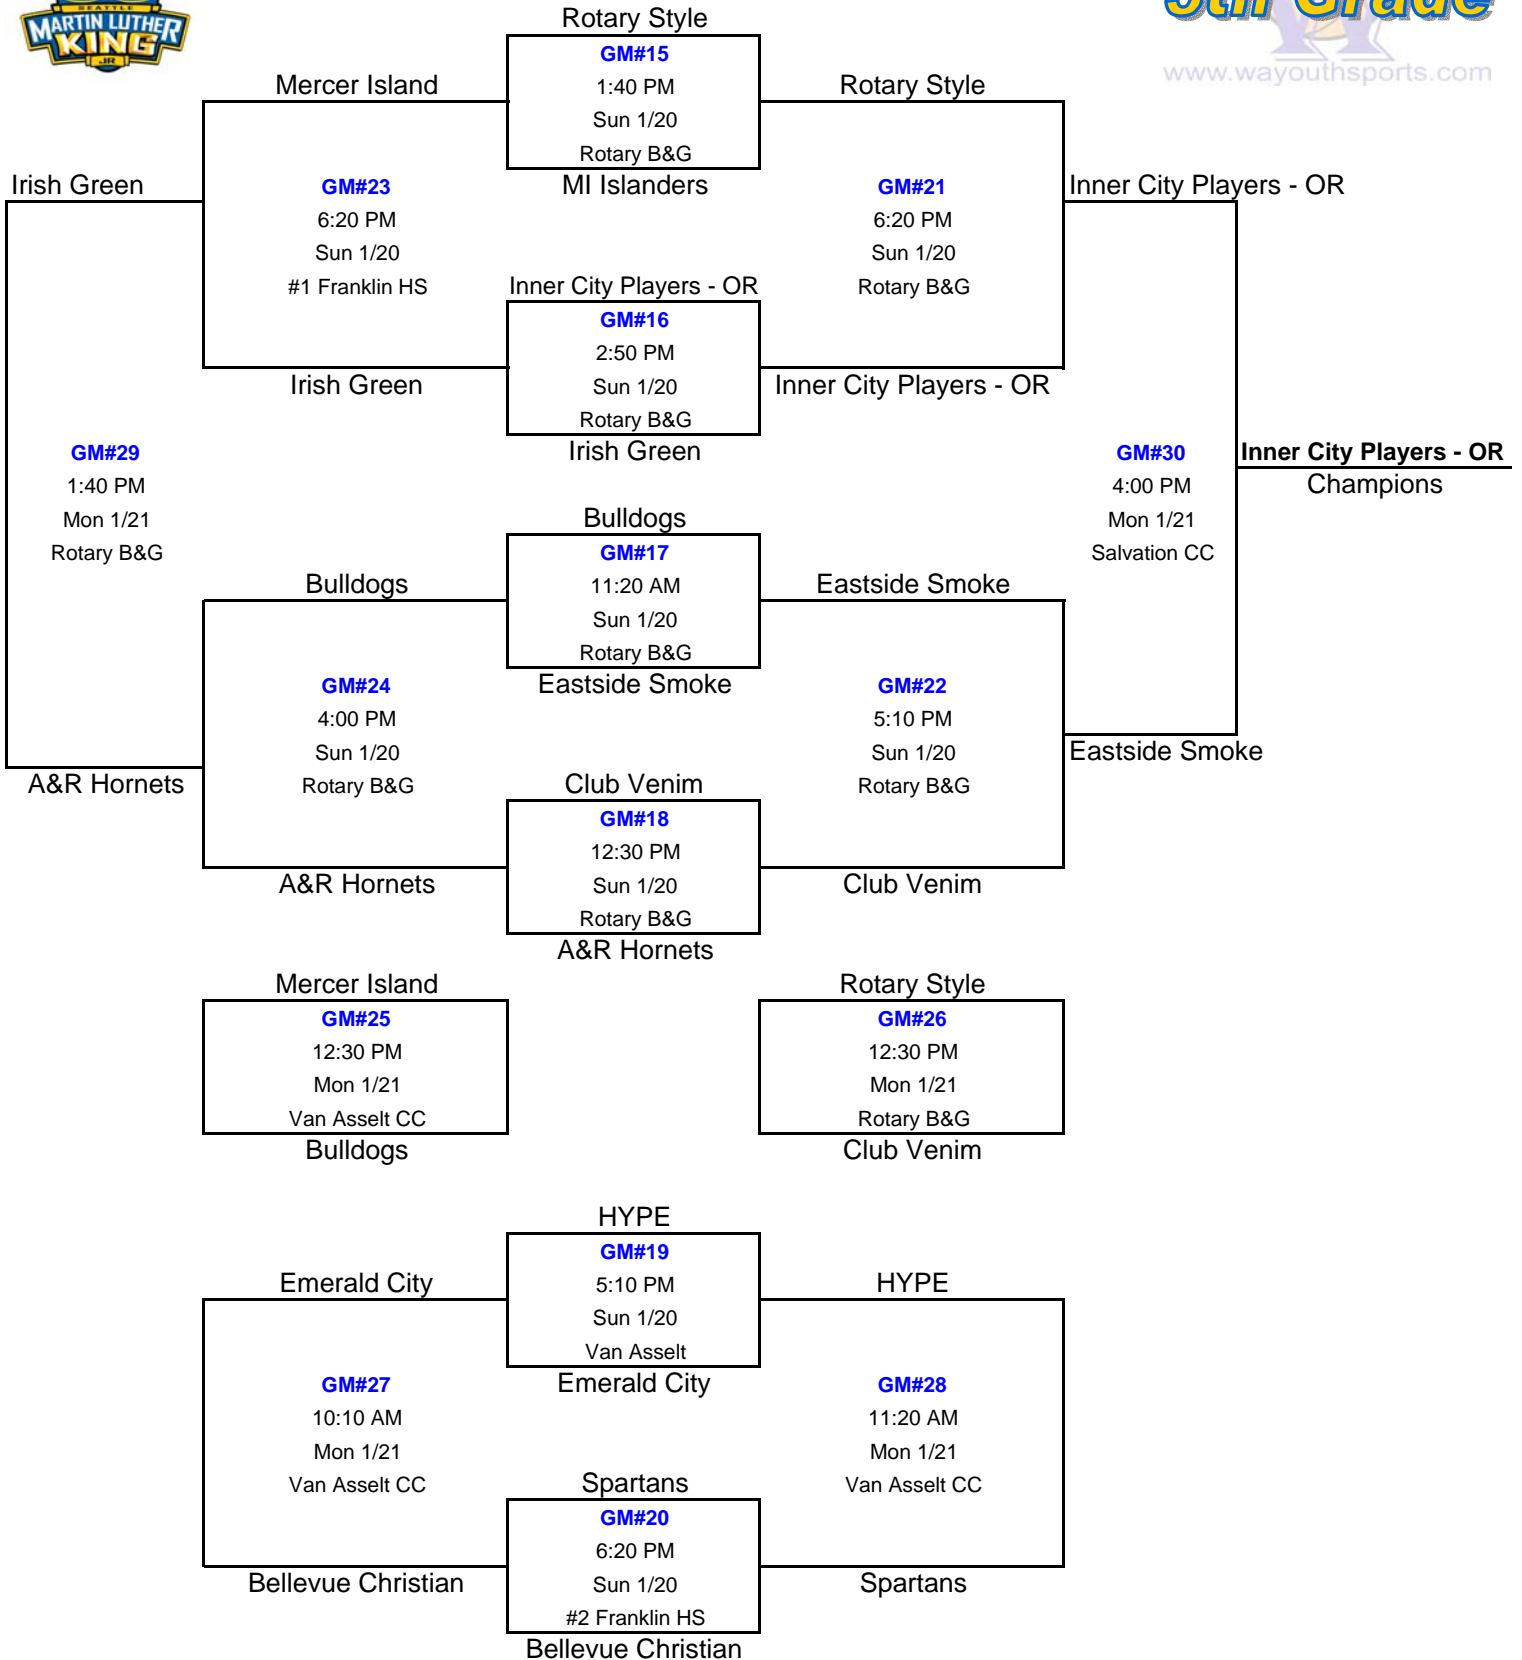 SEATTLE
MARTIN LUTHER
KING
JR
5th Grade
www.wayouthsports.com
Rotary Style
GM#15
Mercer Island
1:40 PM
Rotary Style
Sun 1/20
Rotary B&G
Irish Green
GM#23
MI Islanders
GM#21
Inner City Players - OR
6:20 PM
6:20 PM
Sun 1/20
Sun 1/20
#1 Franklin HS
Inner City Players - OR
Rotary B&G
GM#16
2:50 PM
Irish Green
Sun 1/20
Inner City Players - OR
Rotary B&G
GM#29
Irish Green
GM#30
Inner City Players - OR
1:40 PM
4:00 PM
Champions
Mon 1/21
Bulldogs
Mon 1/21
Rotary B&G
GM#17
Salvation CC
Bulldogs
11:20 AM
Eastside Smoke
Sun 1/20
Rotary B&G
GM#24
Eastside Smoke
GM#22
4:00 PM
5:10 PM
Sun 1/20
Sun 1/20
Eastside Smoke
A&R Hornets
Rotary B&G
Club Venim
Rotary B&G
GM#18
12:30 PM
A&R Hornets
Sun 1/20
Club Venim
Rotary B&G
A&R Hornets
Mercer Island
Rotary Style
GM#25
GM#26
12:30 PM
12:30 PM
Mon 1/21
Mon 1/21
Van Asselt CC
Rotary B&G
Bulldogs
Club Venim
HYPE
GM#19
Emerald City
5:10 PM
HYPE
Sun 1/20
Van Asselt
GM#27
Emerald City
GM#28
10:10 AM
11:20 AM
Mon 1/21
Mon 1/21
Van Asselt CC
Spartans
Van Asselt CC
GM#20
6:20 PM
Bellevue Christian
Sun 1/20
Spartans
#2 Franklin HS
Bellevue Christian